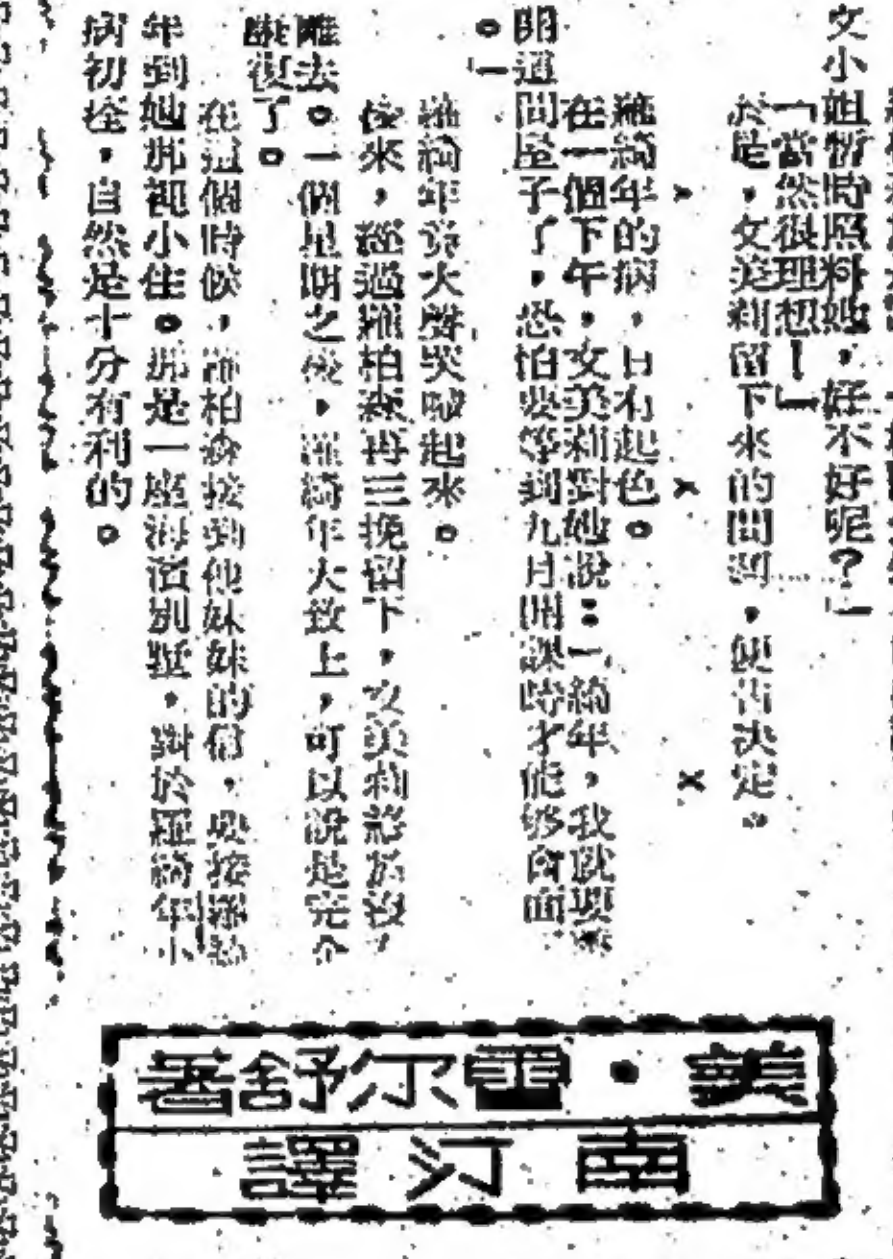 文小姐暫時照料她,好不好呢?」
「當然很理想!」
於是,文美莉留下來的問題,便告決定。
× × ×
羅綺年的病,日有起色。
在一個下午,文美莉對她說:「綺年,我就要離
開這間屋子了,恐怕要等到九月開課時才能够會面
。」
羅綺年竟大聲哭喊起來。
後來,經過羅柏森再三挽留下,文美莉終於沒有
離去。一個星期之後,羅綺年大致上,可以說是完全
康復了。
在這個時候,羅柏森接到他妹妹的信,要接羅綺
年到她那裡小住。那是一座海濱別墅,對於羅綺年小
病初痊,自然是十分有利的。
美・雷尔舒著
南汀譯